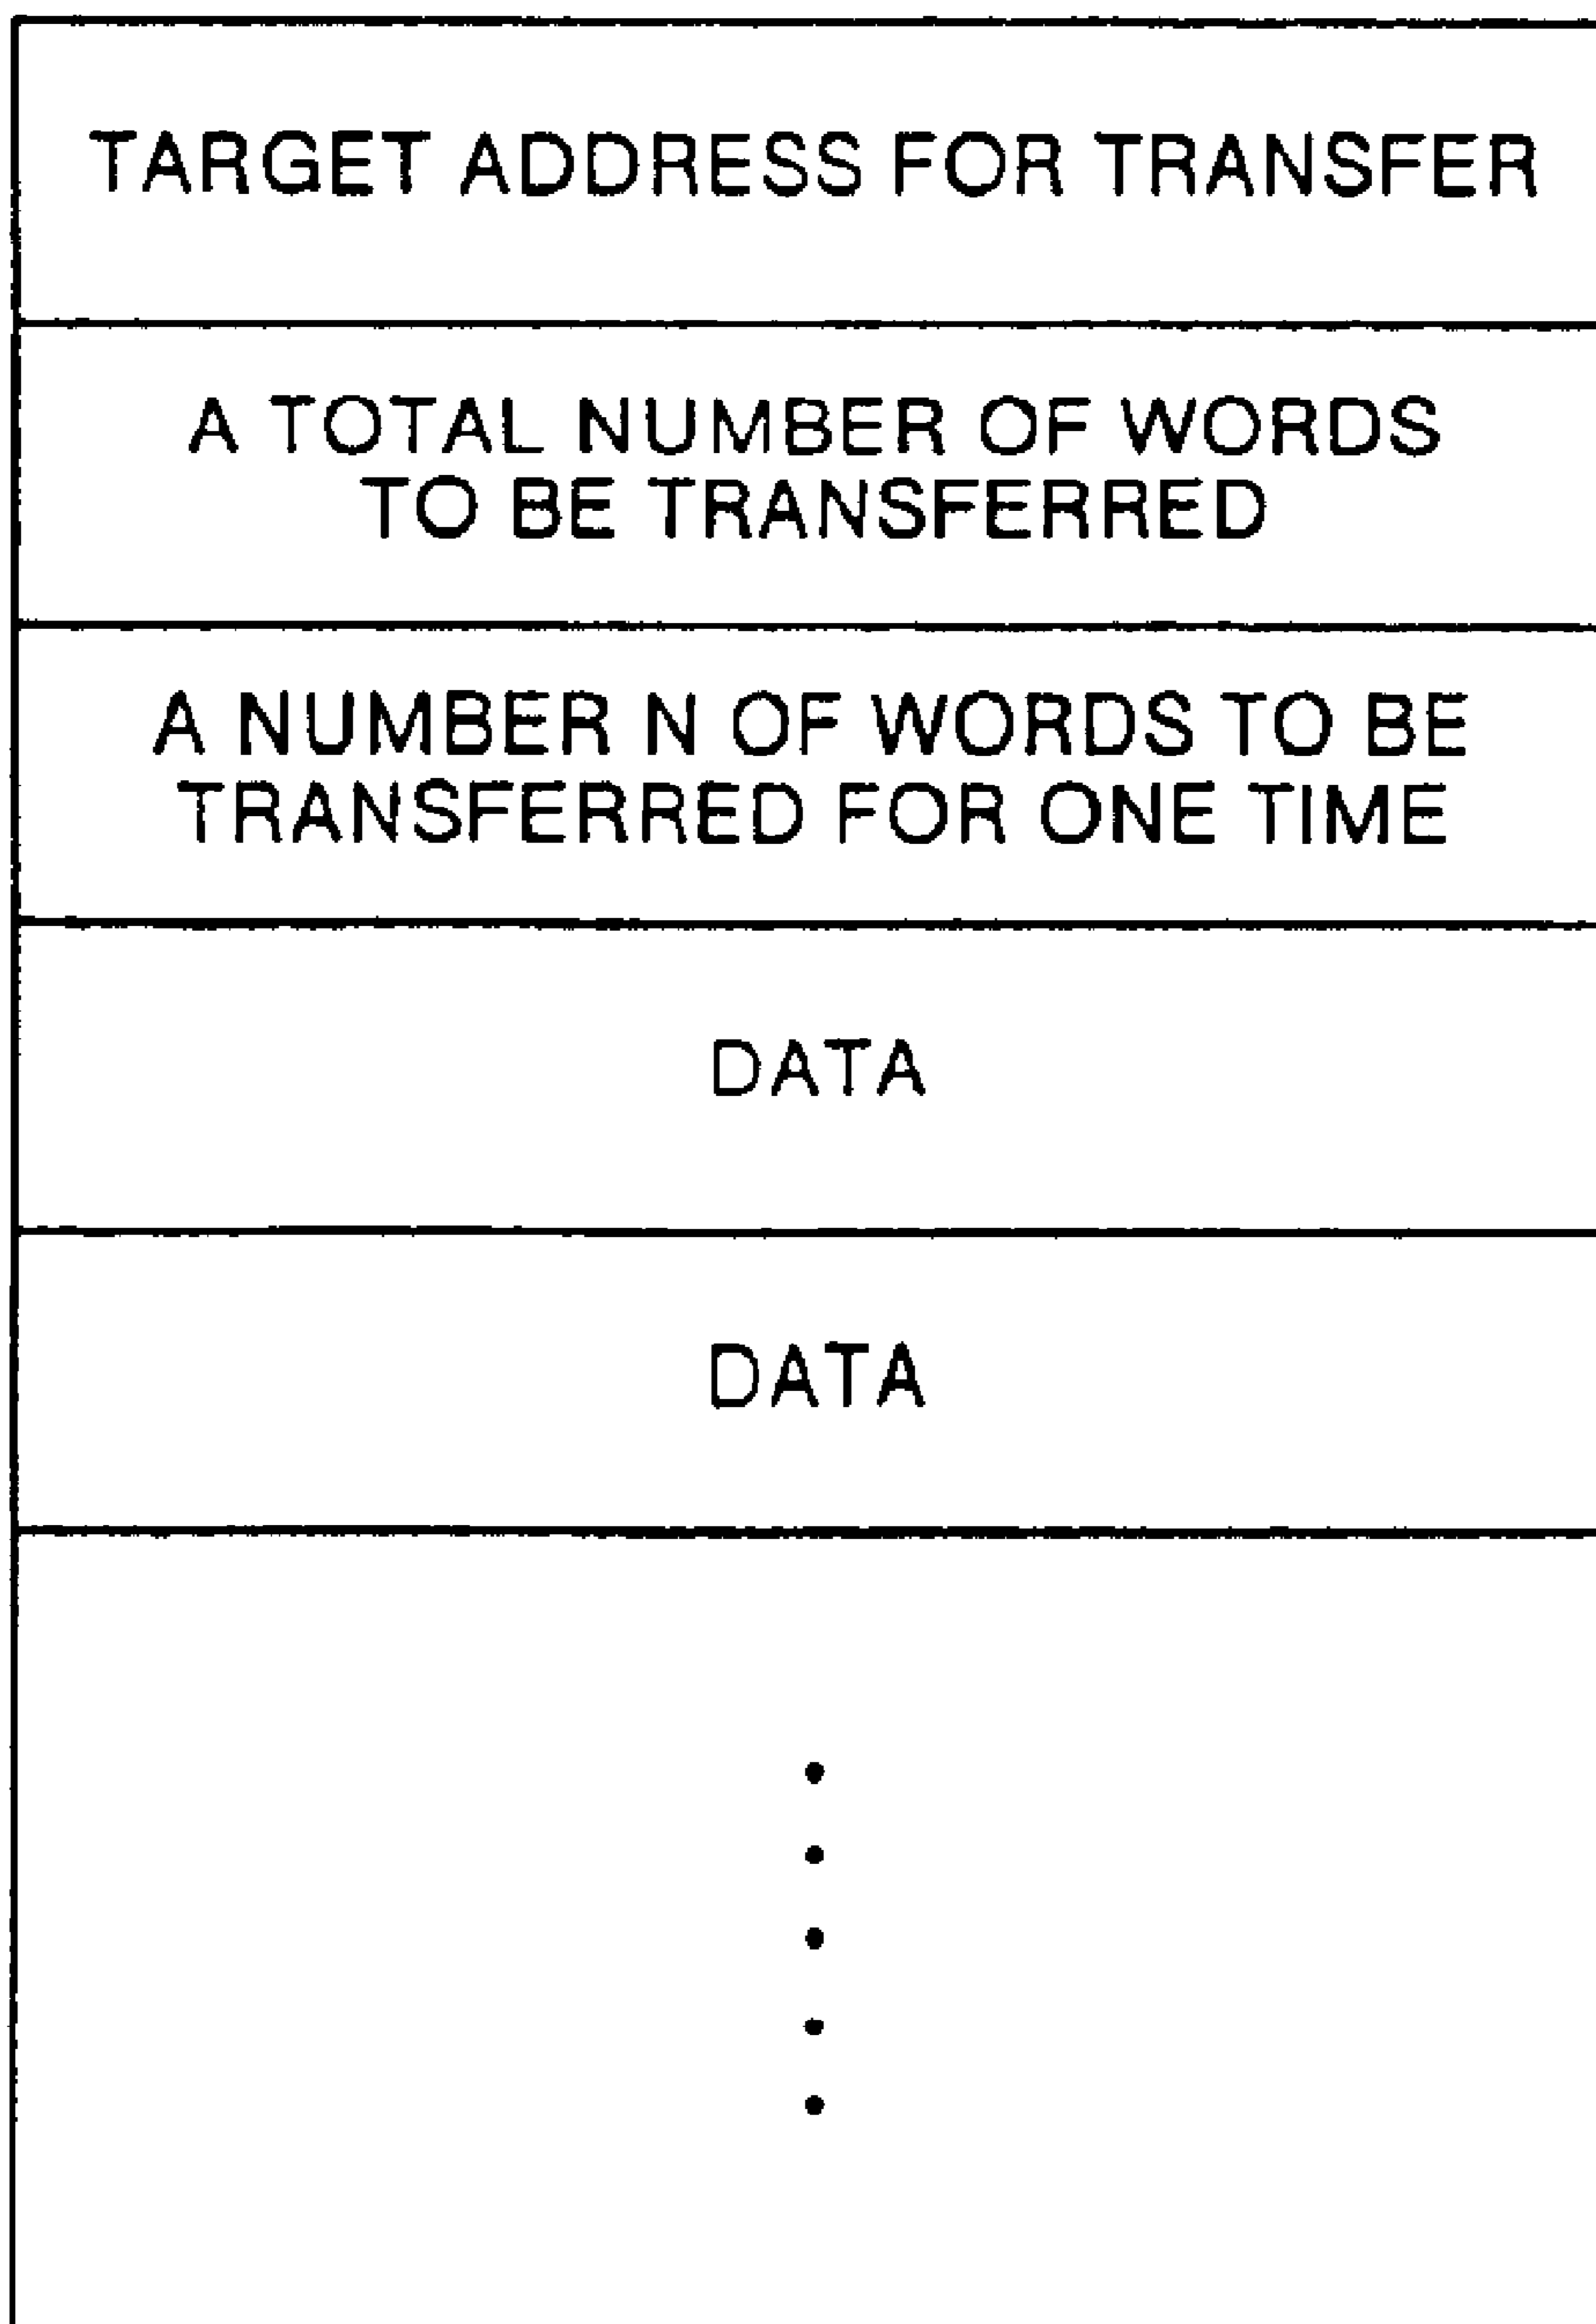 TARGET ADDRESS FOR TRANSFER
A TOTAL NUMBER OF WORDS
TO BE TRANSFERRED
A NUMBER N OF WORDS TO BE
TRANSFERRED FOR ONE TIME
DATA
DATA